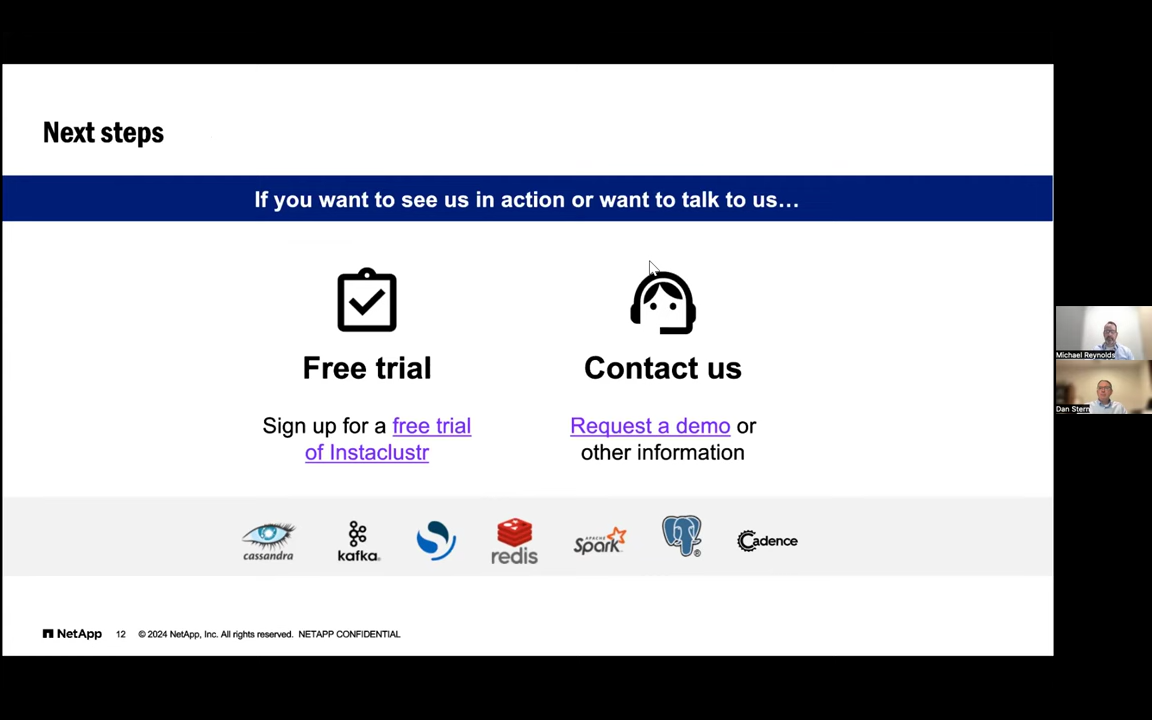 Next steps
If you want to see us in action or want to talk to us...
Free trial
Contact us
Sign up for a free trial
of Instaclustr
Request a demo or
other information
cassandra
kafka
redis
APACHE
Spark
Cadence
NetApp 12 © 2024 NetApp, Inc. All rights reserved. NETAPP CONFIDENTIAL
Michael Reynolds
Dan Stern